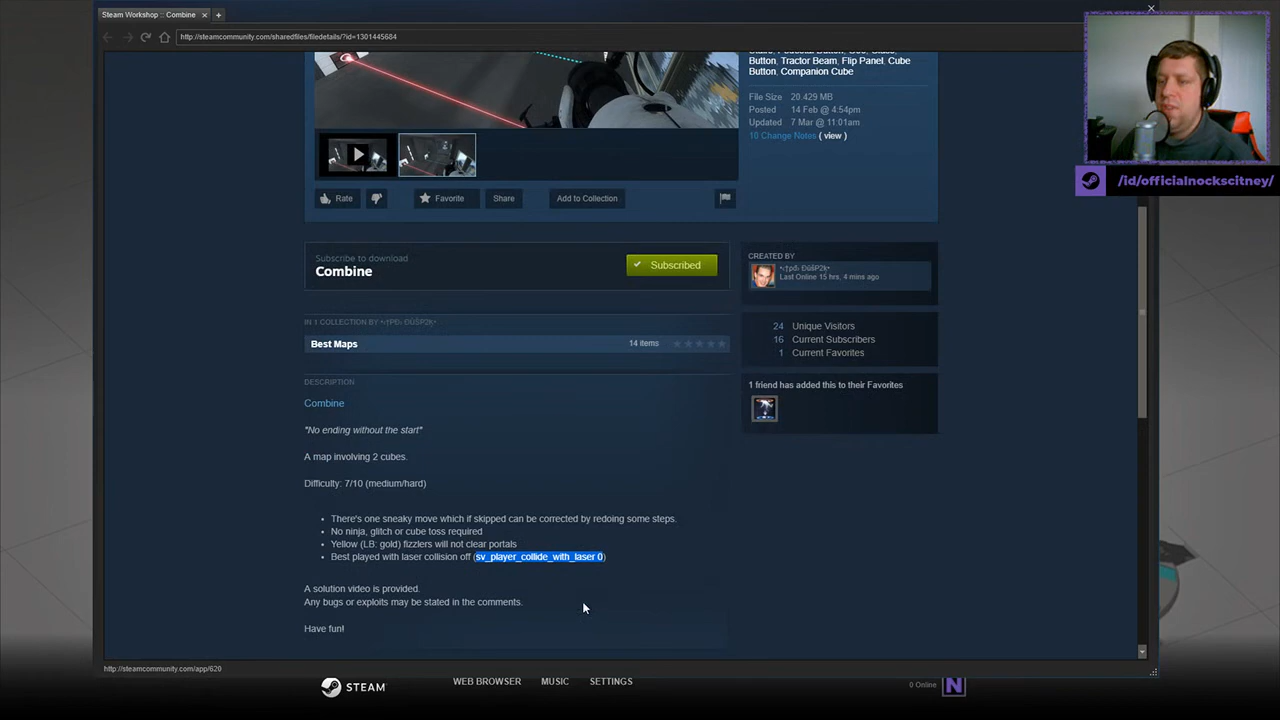 Steam Workshop :: Combine
http://steamcommunity.com/sharedfiles/filedetails/?id=1301445684
Button, Tractor Beam, Flip Panel, Cube
Button, Companion Cube
File Size 20.429 MB
Posted 14 Feb @ 4:54pm
Updated 7 Mar @ 11:01am
10 Change Notes ( view )
/id/officialnockscitney/
Rate
Favorite
Share
Add to Collection
Subscribe to download
Combine
Subscribed
CREATED BY
Last Online 15 hrs, 4 mins ago
IN 1 COLLECTION BY
Best Maps 14 items
24 Unique Visitors
16 Current Subscribers
1 Current Favorites
DESCRIPTION
1 friend has added this to their Favorites
Combine
"No ending without the start"
A map involving 2 cubes.
Difficulty: 7/10 (medium/hard)
• There's one sneaky move which if skipped can be corrected by redoing some steps.
• No ninja, glitch or cube toss required
• Yellow (LB: gold) fizzlers will not clear portals
• Best played with laser collision off (sv_player_collide_with_laser 0)
A solution video is provided.
Any bugs or exploits may be stated in the comments.
Have fun!
http://steamcommunity.com/app/620
STEAM
WEB BROWSER MUSIC SETTINGS
0 Online
N